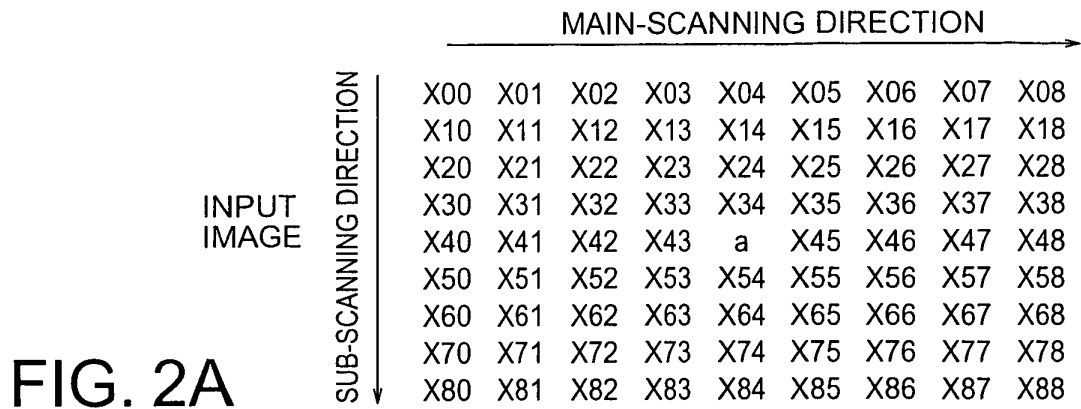 MAIN-SCANNING DIRECTION
SUB-SCANNING DIRECTION
INPUT
IMAGE
X00 X01 X02 X03 X04 X05 X06 X07 X08
X10 X11 X12 X13 X14 X15 X16 X17 X18
X20 X21 X22 X23 X24 X25 X26 X27 X28
X30 X31 X32 X33 X34 X35 X36 X37 X38
X40 X41 X42 X43 a X45 X46 X47 X48
X50 X51 X52 X53 X54 X55 X56 X57 X58
X60 X61 X62 X63 X64 X65 X66 X67 X68
X70 X71 X72 X73 X74 X75 X76 X77 X78
X80 X81 X82 X83 X84 X85 X86 X87 X88
FIG. 2A